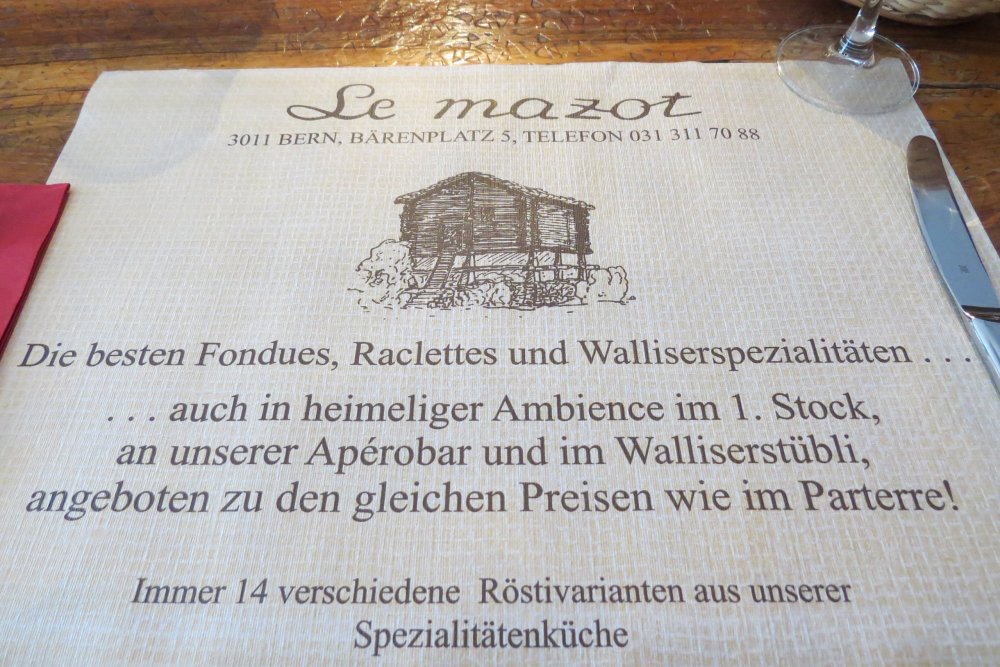 Le mazot
3011 BERN, BÄRENPLATZ 5, TELEFON 031 311 70 88
Die besten Fondues, Raclettes und Walliserspezialitäten . . .
. . . auch in heimeliger Ambience im 1. Stock,
an unserer Apérobar und im Walliserstübli,
angeboten zu den gleichen Preisen wie im Parterre!
Immer 14 verschiedene Röstivarianten aus unserer
Spezialitätenküche